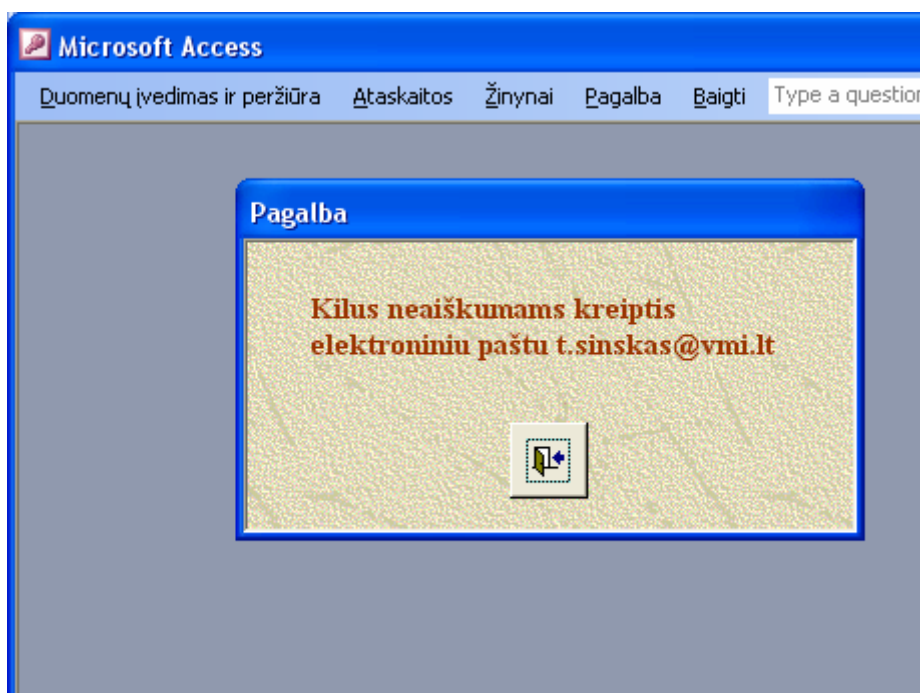 Microsoft Access
Duomenų įvedimas ir peržiūra Ataskaitos Žinynai Pagalba Baigti Type a question
Pagalba
Kilus neaiškumams kreiptis
elektroniniu paštu t.sinskas@vmi.lt